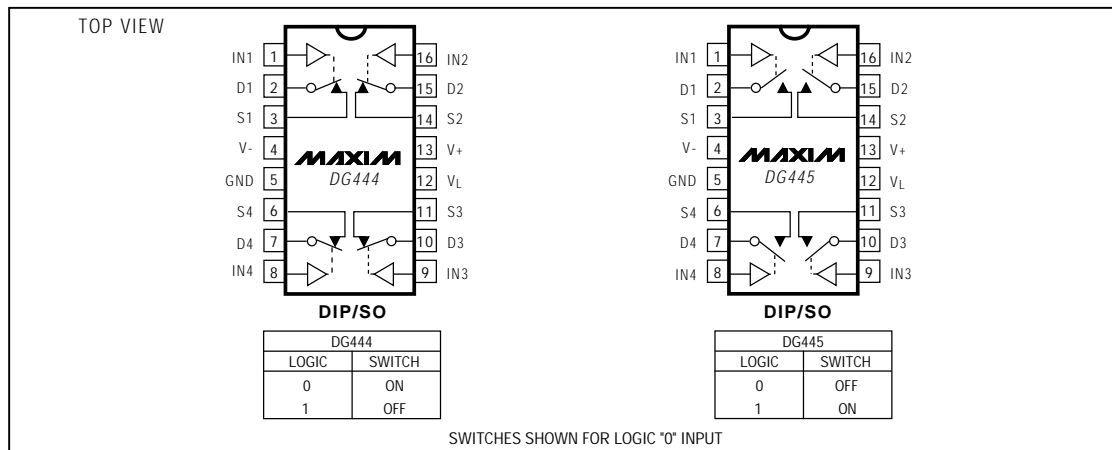 TOP VIEW
IN1 1 16 IN2
D1 2 15 D2
S1 3 14 S2
V- 4 13 V+
GND 5 12 VL
S4 6 11 S3
D4 7 10 D3
IN4 8 9 IN3
MAXIM
DG444
DIP/SO
DG444
LOGIC SWITCH
0 ON
1 OFF
IN1 1 16 IN2
D1 2 15 D2
S1 3 14 S2
V- 4 13 V+
GND 5 12 VL
S4 6 11 S3
D4 7 10 D3
IN4 8 9 IN3
MAXIM
DG445
DIP/SO
DG445
LOGIC SWITCH
0 OFF
1 ON
SWITCHES SHOWN FOR LOGIC "0" INPUT